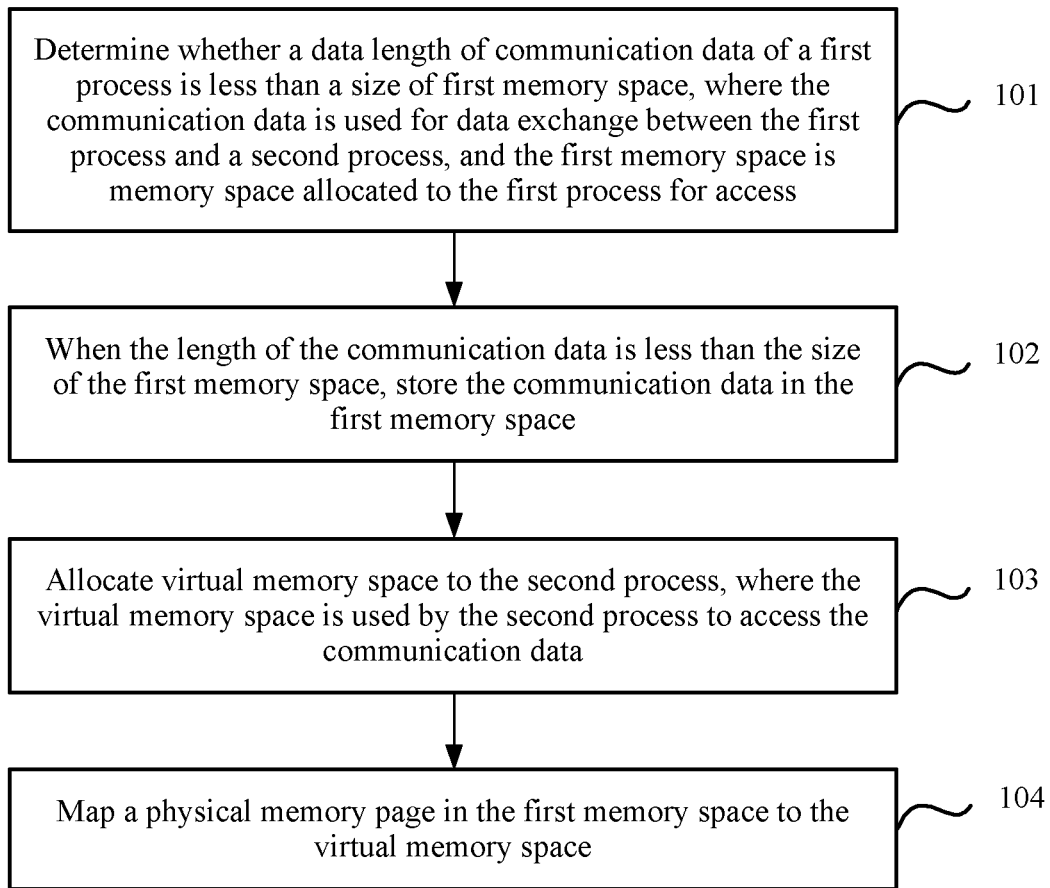 Determine whether a data length of communication data of a first
process is less than a size of first memory space, where the
communication data is used for data exchange between the first
process and a second process, and the first memory space is
memory space allocated to the first process for access
101
When the length of the communication data is less than the size
of the first memory space, store the communication data in the
first memory space
102
Allocate virtual memory space to the second process, where the
virtual memory space is used by the second process to access the
communication data
103
Map a physical memory page in the first memory space to the
virtual memory space
104